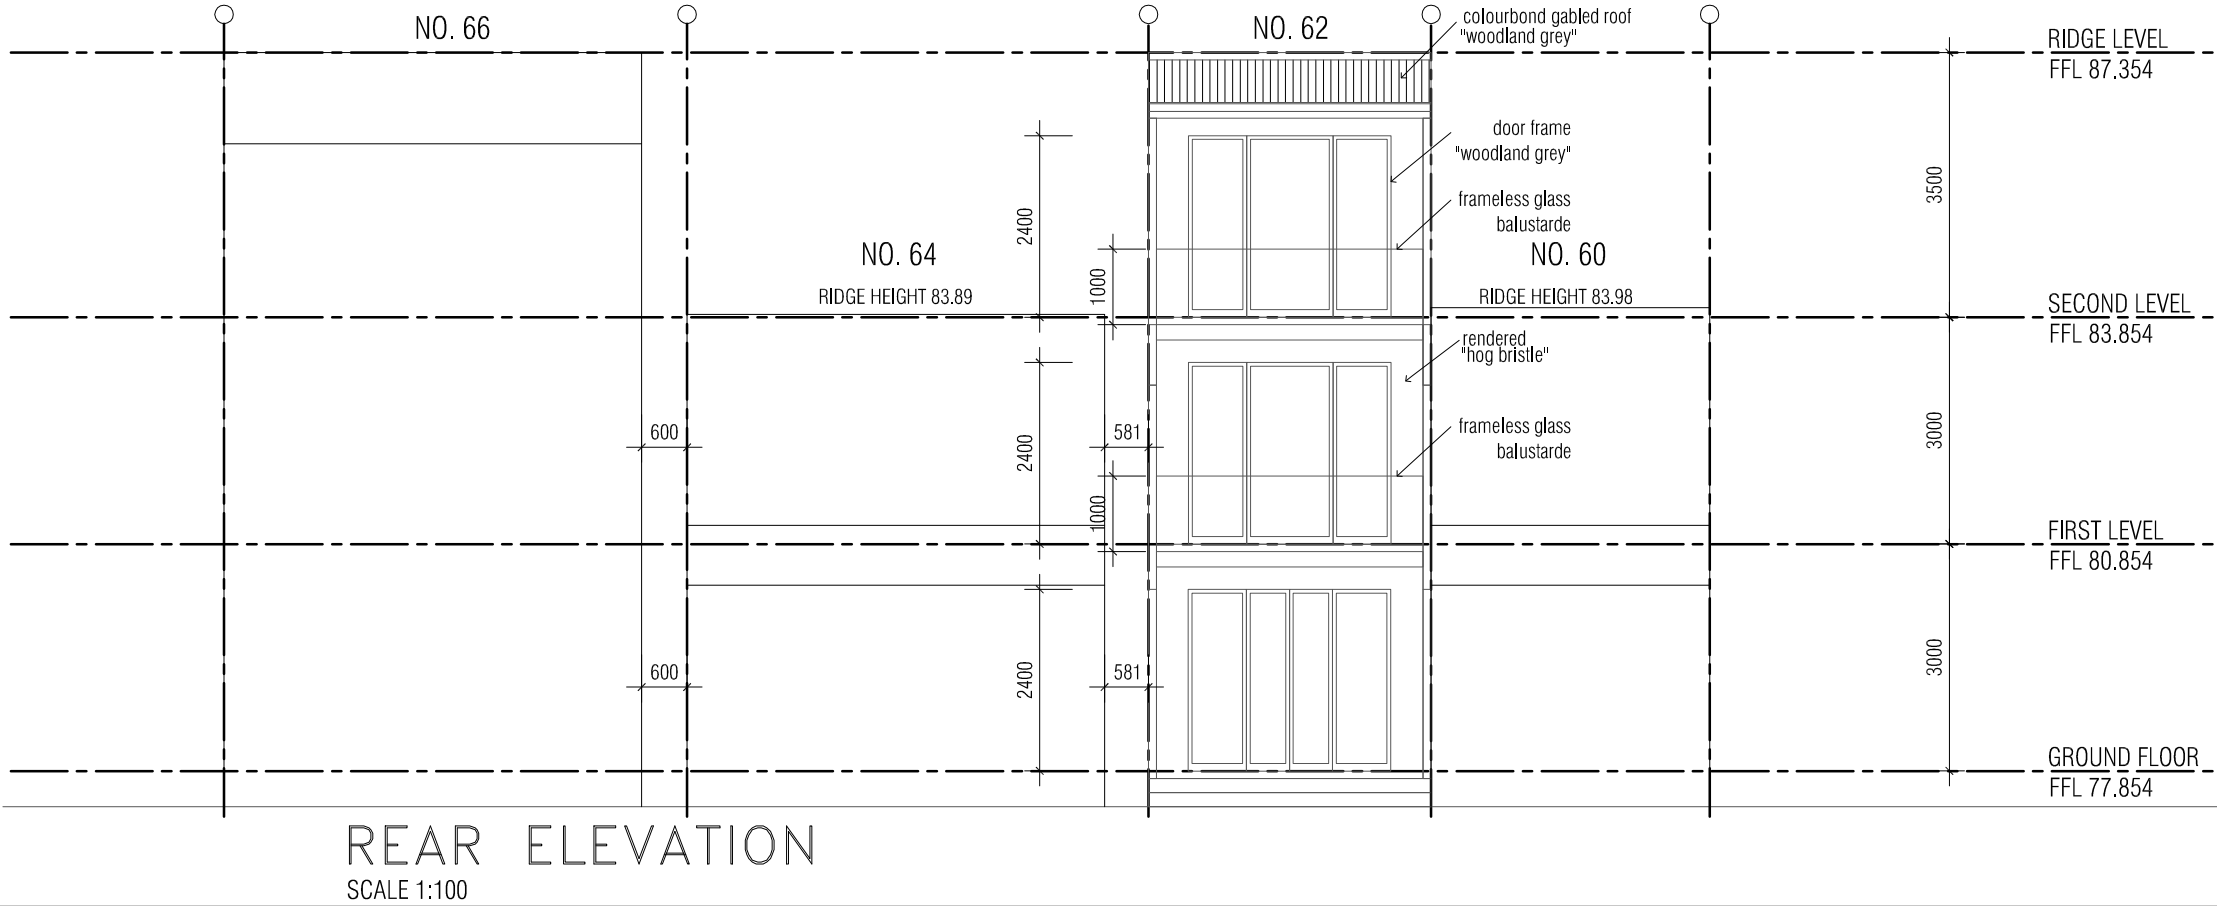 NO. 66
NO. 62
colourbond gabled roof
"woodland grey"
RIDGE LEVEL
FFL 87.354
door frame
"woodland grey"
3500
frameless glass
balustarde
2400
NO. 64
NO. 60
1000
RIDGE HEIGHT 83.89
RIDGE HEIGHT 83.98
SECOND LEVEL
FFL 83.854
rendered
"hog bristle"
600
581
2400
frameless glass
balustarde
3000
1000
FIRST LEVEL
FFL 80.854
600
581
2400
3000
GROUND FLOOR
FFL 77.854
REAR ELEVATION
SCALE 1:100